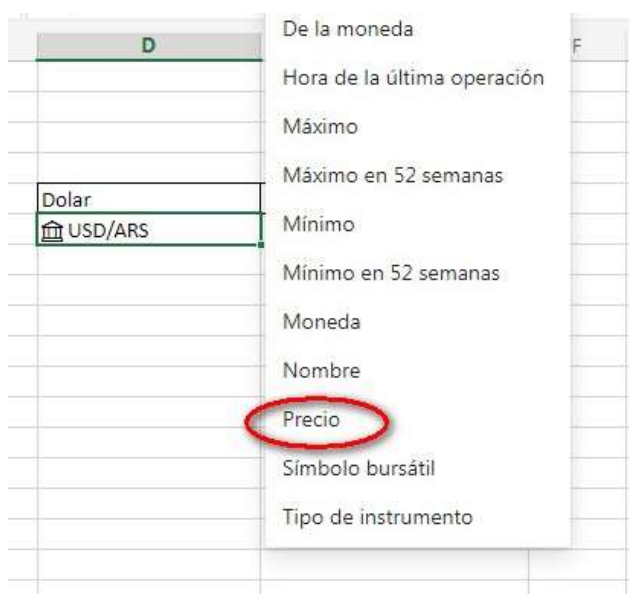 D
F
Dolar
USD/ARS
De la moneda
Hora de la última operación
Máximo
Máximo en 52 semanas
Mínimo
Mínimo en 52 semanas
Moneda
Nombre
Precio
Símbolo bursátil
Tipo de instrumento